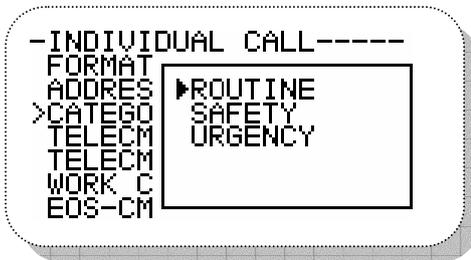 -INDIVIDUAL CALL-----
FORMAT
ADDRES ▶ROUTINE
>CATEGO SAFETY
TELECM URGENCY
TELECM
WORK C
EOS-CM